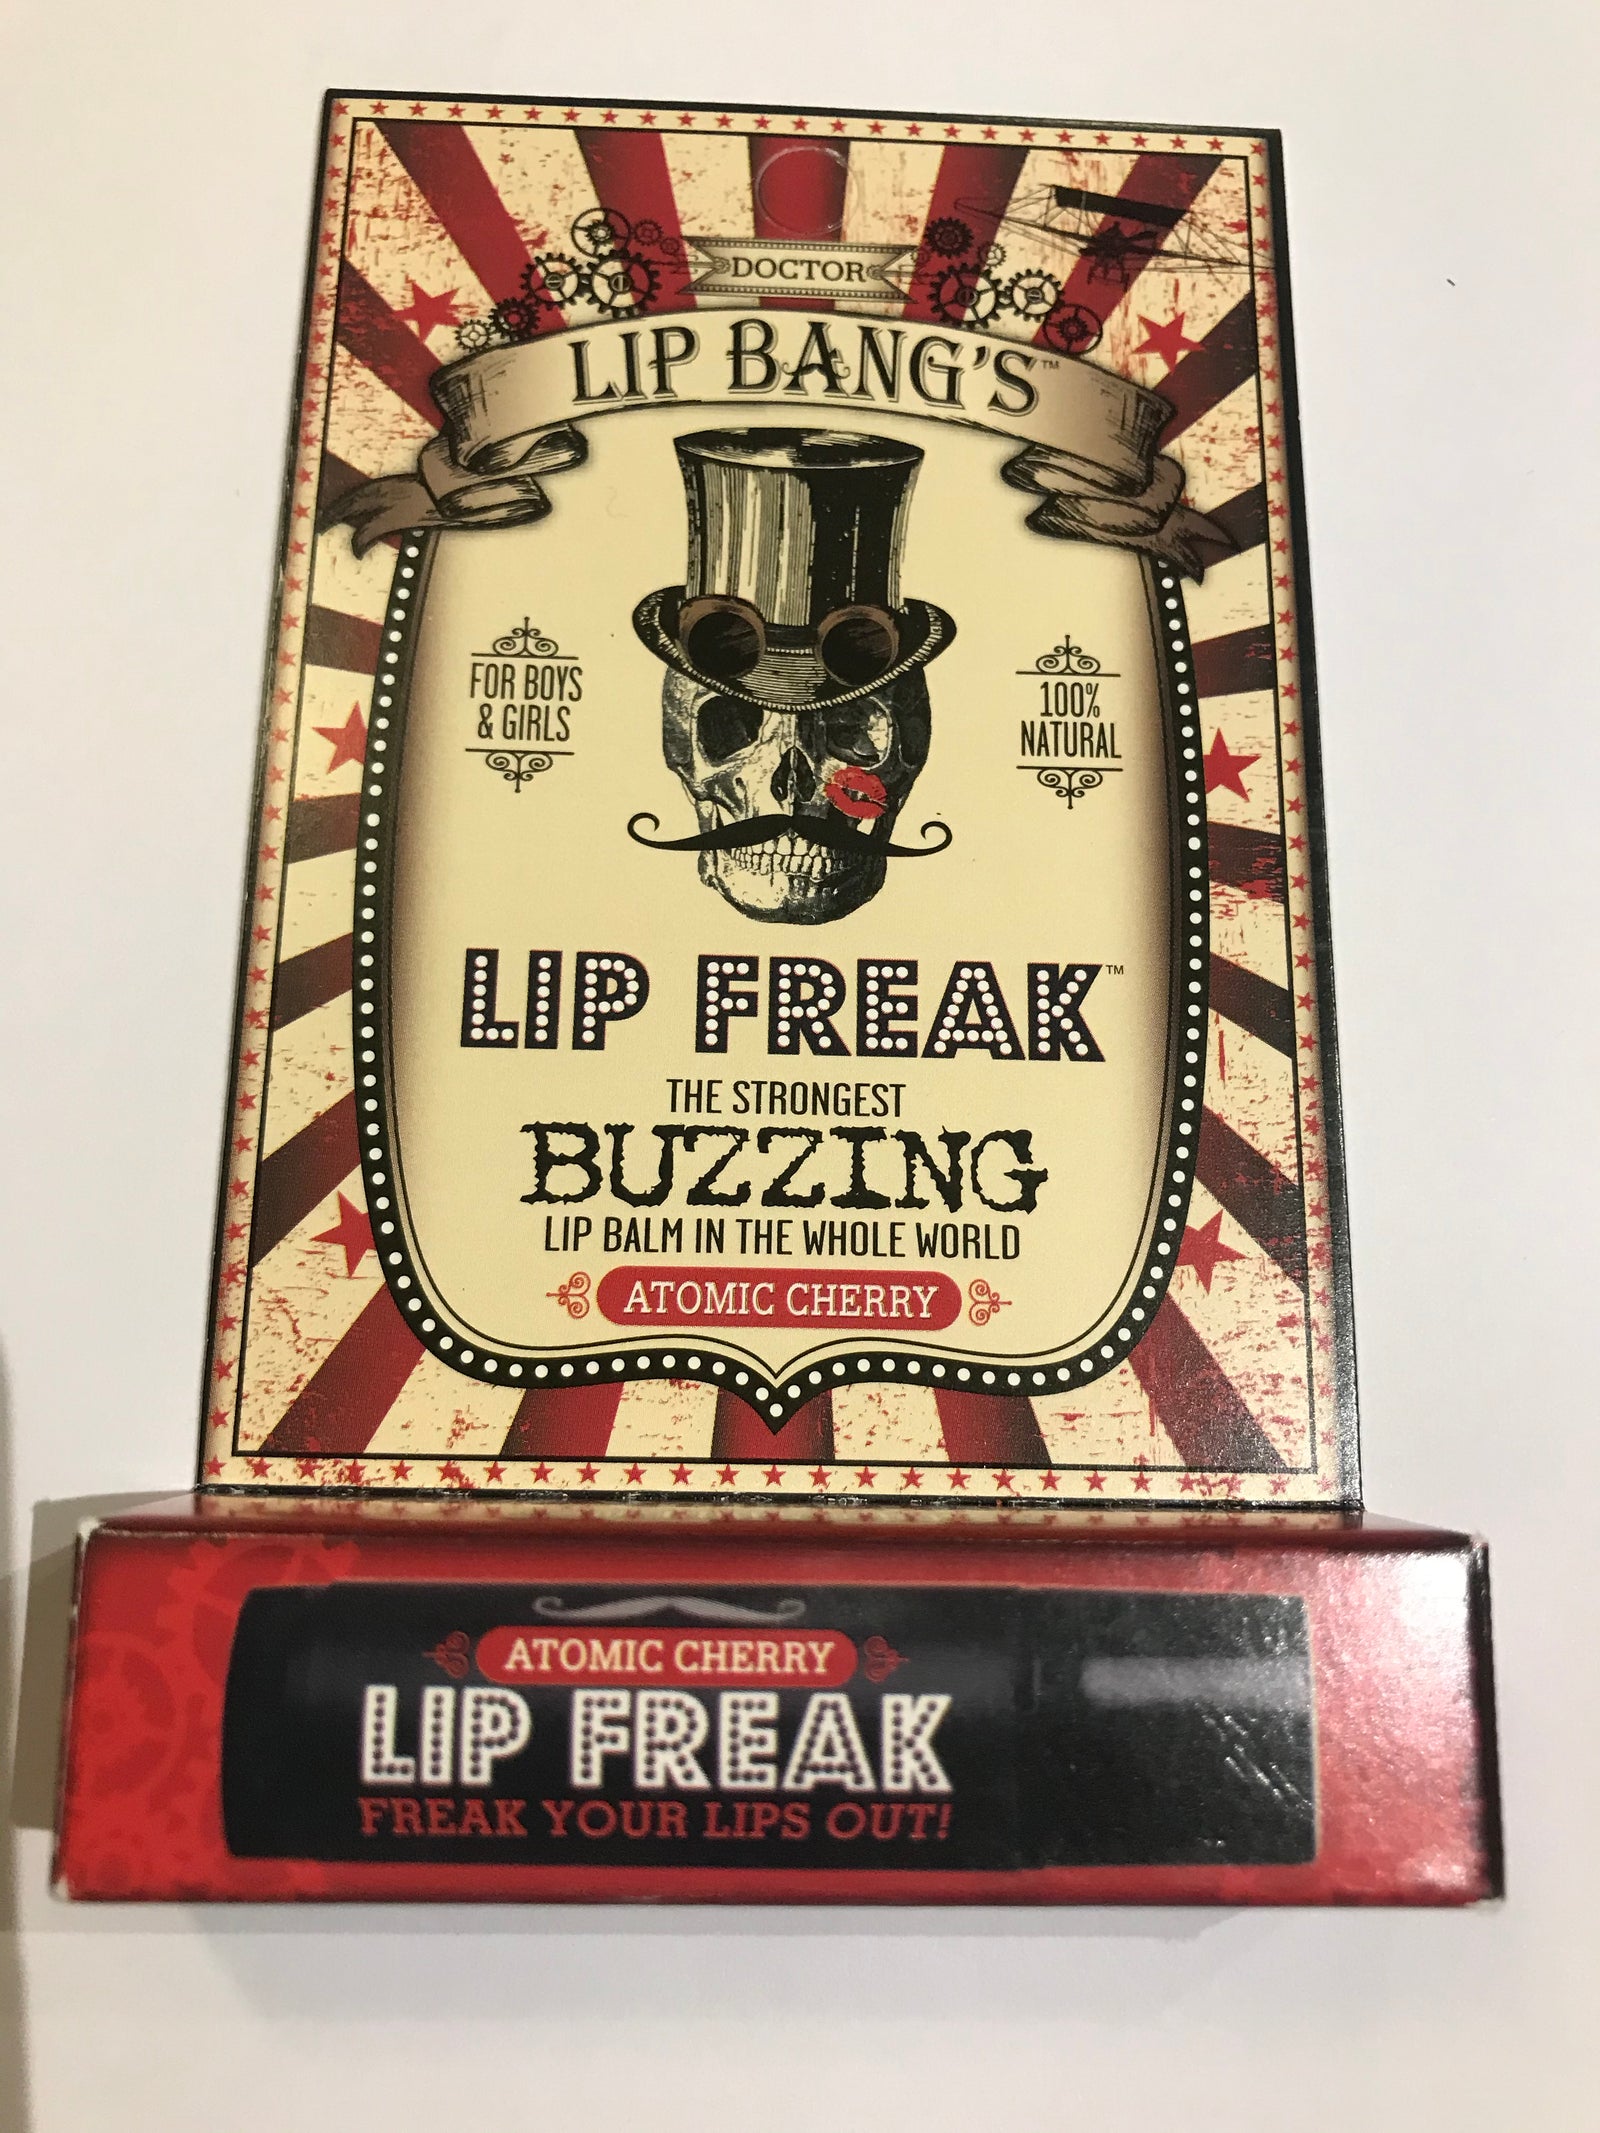 DOCTOR
LIP BANG'S™
FOR BOYS
& GIRLS
100%
NATURAL
LIP FREAK™
THE STRONGEST
BUZZING
LIP BALM IN THE WHOLE WORLD
ATOMIC CHERRY
ATOMIC CHERRY
LIP FREAK
FREAK YOUR LIPS OUT!